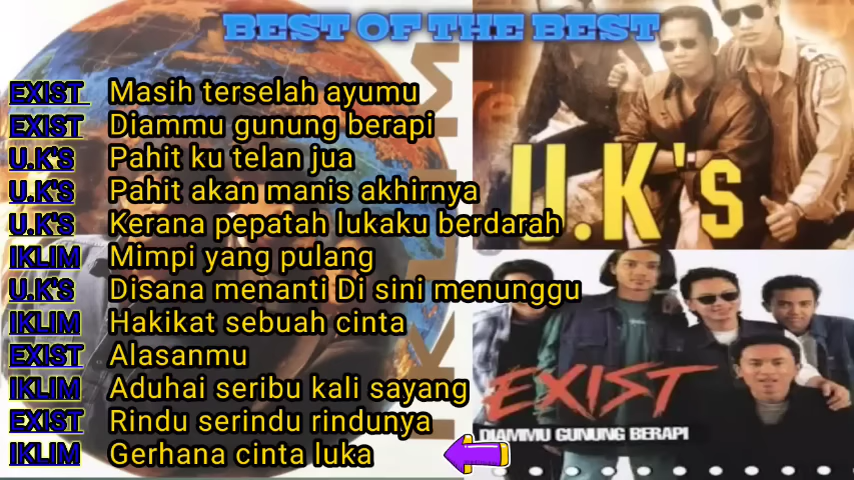 BEST OF THE BEST
EXIST Masih terselah ayumu
EXIST Diammu gunung berapi
U.K'S Pahit ku telan jua
U.K'S Pahit akan manis akhirnya
U.K'S Kerana pepatah lukaku berdarah
IKLIM Mimpi yang pulang
U.K'S Disana menanti Di sini menunggu
IKLIM Hakikat sebuah cinta
EXIST Alasanmu
IKLIM Aduhai seribu kali sayang
EXIST Rindu serindu rindunya
IKLIM Gerhana cinta luka
IKLIM
U.K's
EXIST
DIAMMU GUNUNG BERAPI